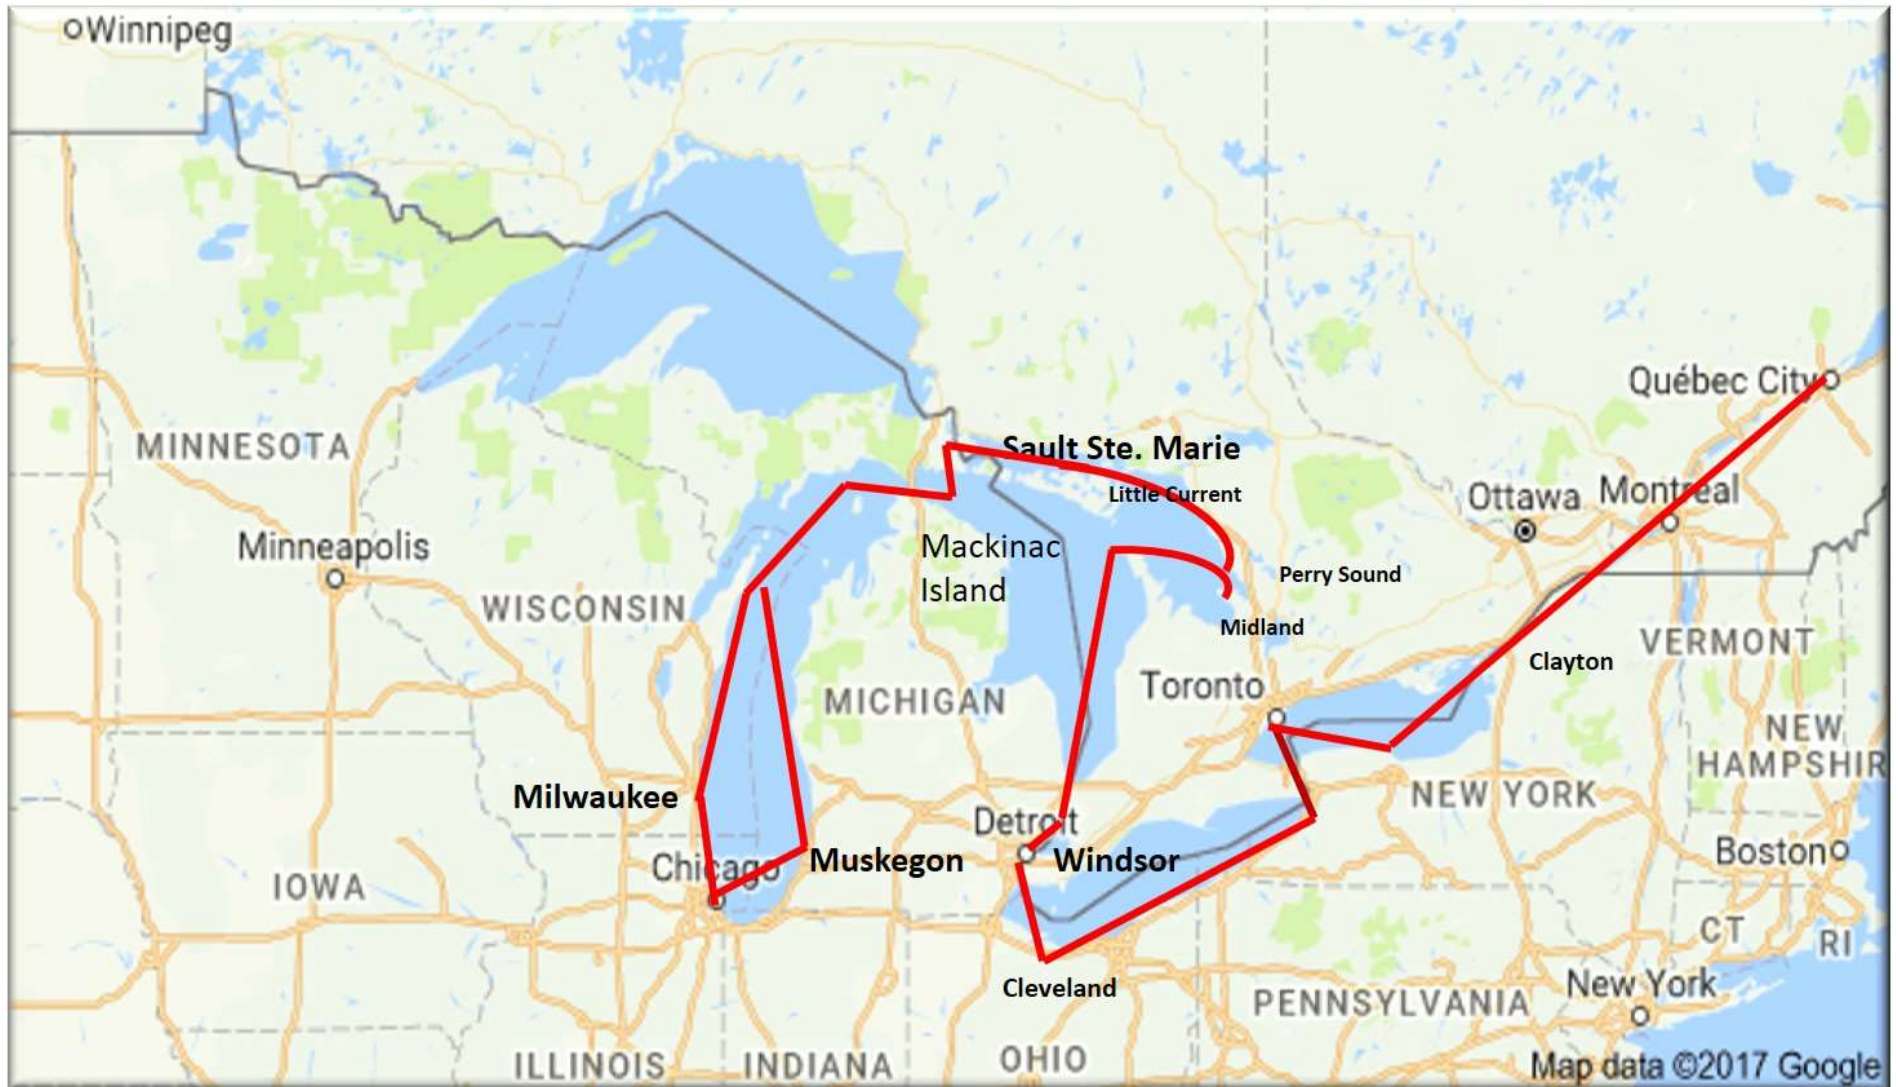 Winnipeg
Québec City
MINNESOTA
Sault Ste. Marie
Little Current
Ottawa
Montreal
Minneapolis
Mackinac
Island
Perry Sound
WISCONSIN
Midland
VERMONT
Clayton
Toronto
MICHIGAN
NEW
HAMPSHIR
Milwaukee
NEW YORK
Detroit
Boston
Chicago
Muskegon
Windsor
IOWA
CT
RI
Cleveland
New York
PENNSYLVANIA
ILLINOIS
INDIANA
OHIO
Map data ©2017 Google